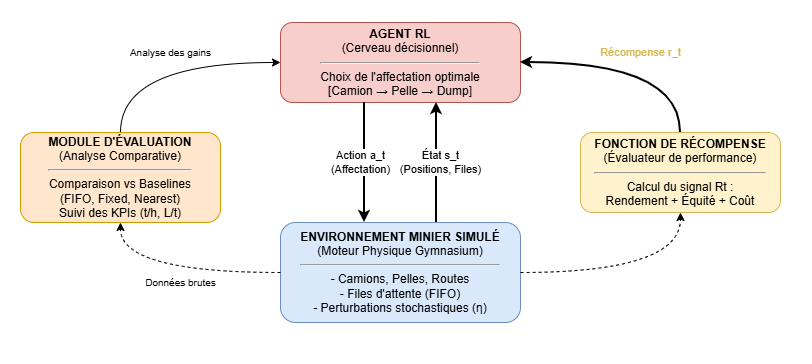 AGENT RL
(Cerveau décisionnel)
Choix de l'affectation optimale
[Camion → Pelle → Dump]
Analyse des gains
Récompense r_t
MODULE D'ÉVALUATION
(Analyse Comparative)
Comparaison vs Baselines
(FIFO, Fixed, Nearest)
Suivi des KPIs (t/h, L/t)
Action a_t
(Affectation)
État s_t
(Positions, Files)
FONCTION DE RÉCOMPENSE
(Évaluateur de performance)
Calcul du signal Rt :
Rendement + Équité + Coût
Données brutes
ENVIRONNEMENT MINIER SIMULÉ
(Moteur Physique Gymnasium)
- Camions, Pelles, Routes
- Files d'attente (FIFO)
- Perturbations stochastiques (η)